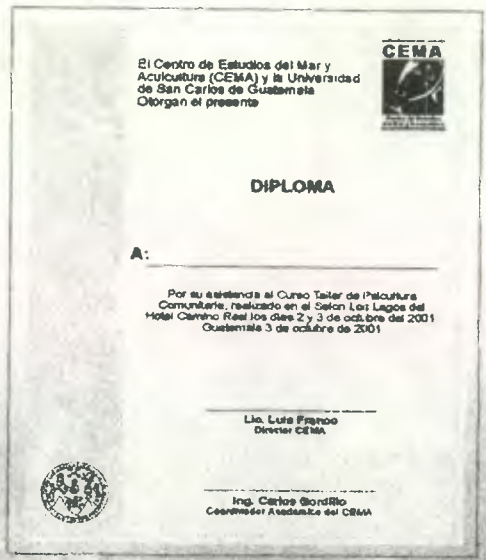 CEMA
El Centro de Estudios del Mar y
Acuicultura (CEMA) y la Universidad
de San Carlos de Guatemala
Otorgan el presente
DIPLOMA
A:
Por su asistencia al Curso Taller de Piscicultura
Comunitaria, realizado en el Salon Los Lagos del
Hotel Camino Real los dias 2 y 3 de octubre del 2001
Guatemala 3 de octubre de 2001
Lic. Luis Franco
Director CEMA
Ing. Carlos Gordillo
Coordinador Academico del CEMA